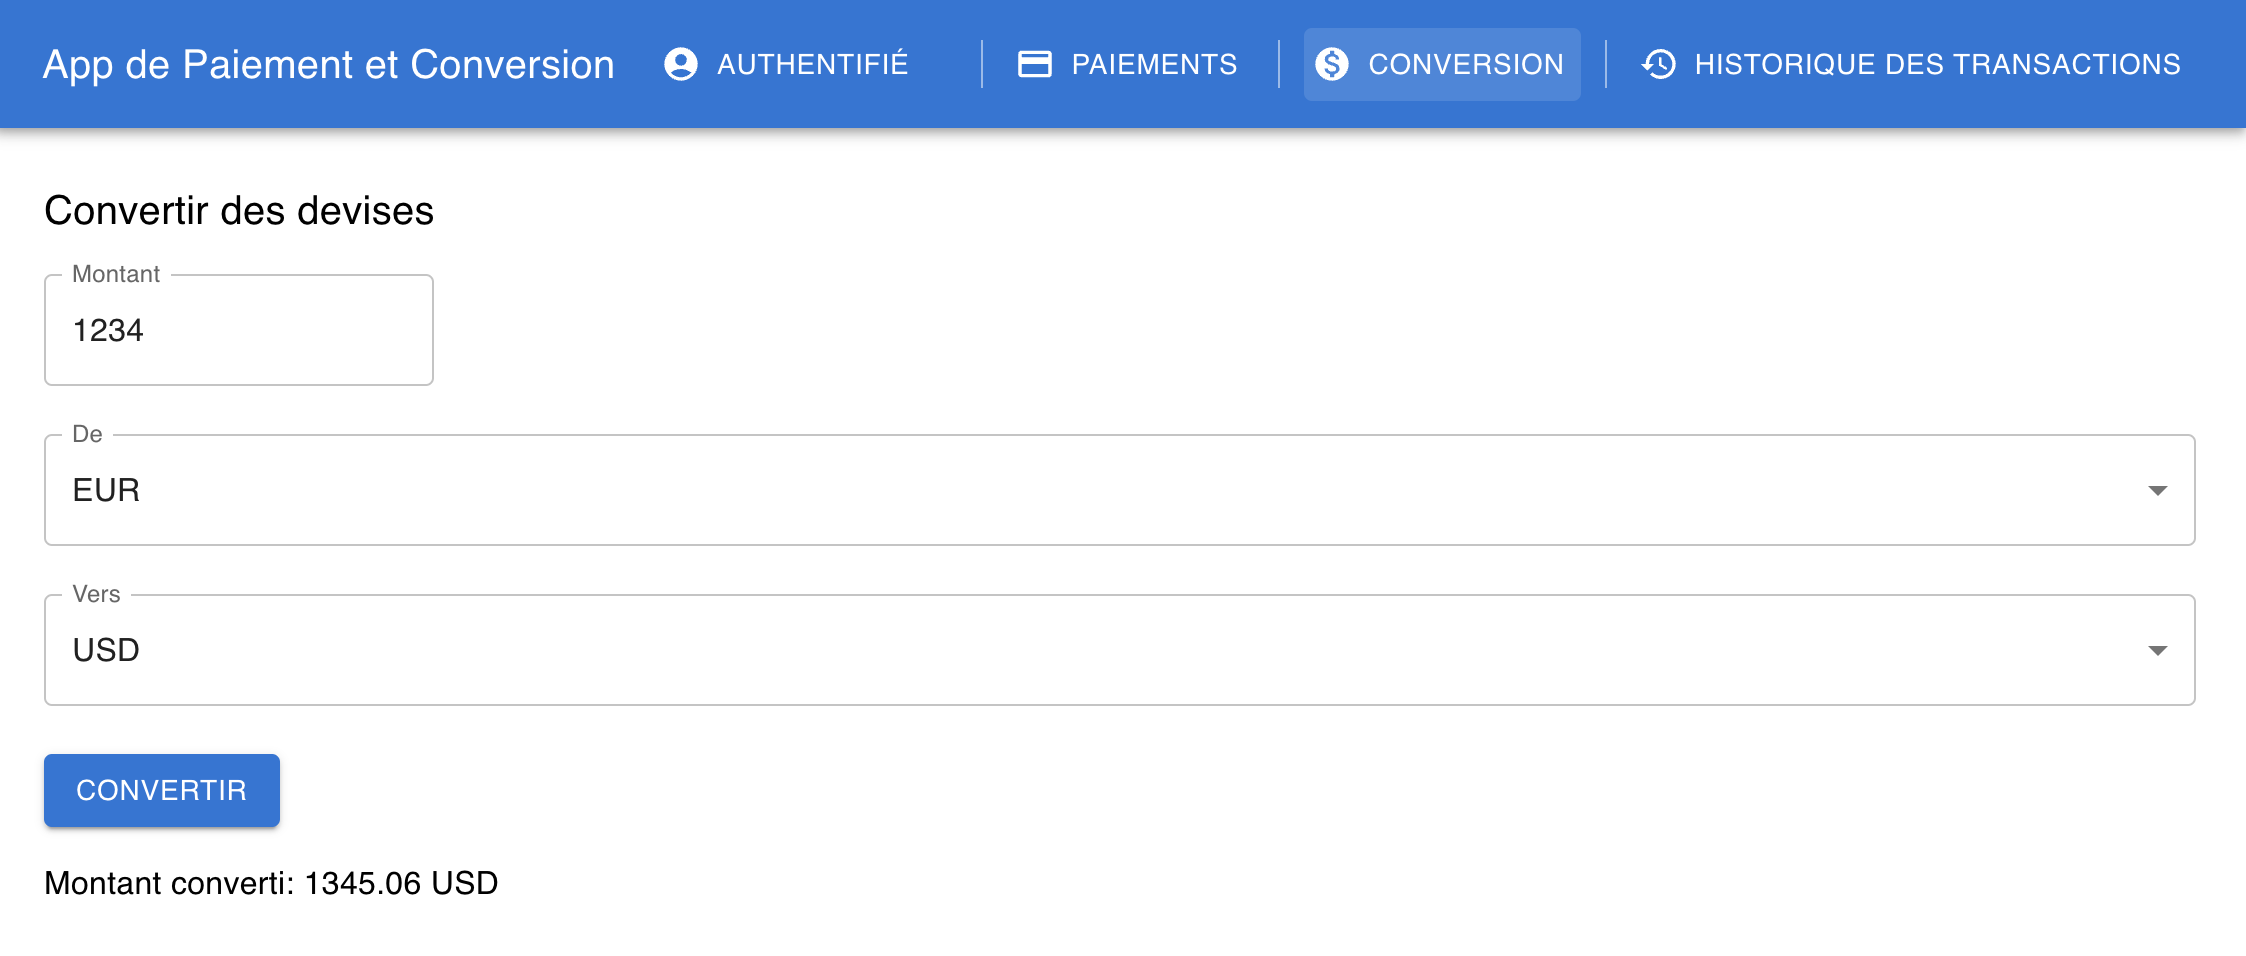 App de Paiement et Conversion AUTHENTIFIÉ PAIEMENTS CONVERSION HISTORIQUE DES TRANSACTIONS
Convertir des devises
Montant
1234
De
EUR
Vers
USD
CONVERTIR
Montant converti: 1345.06 USD